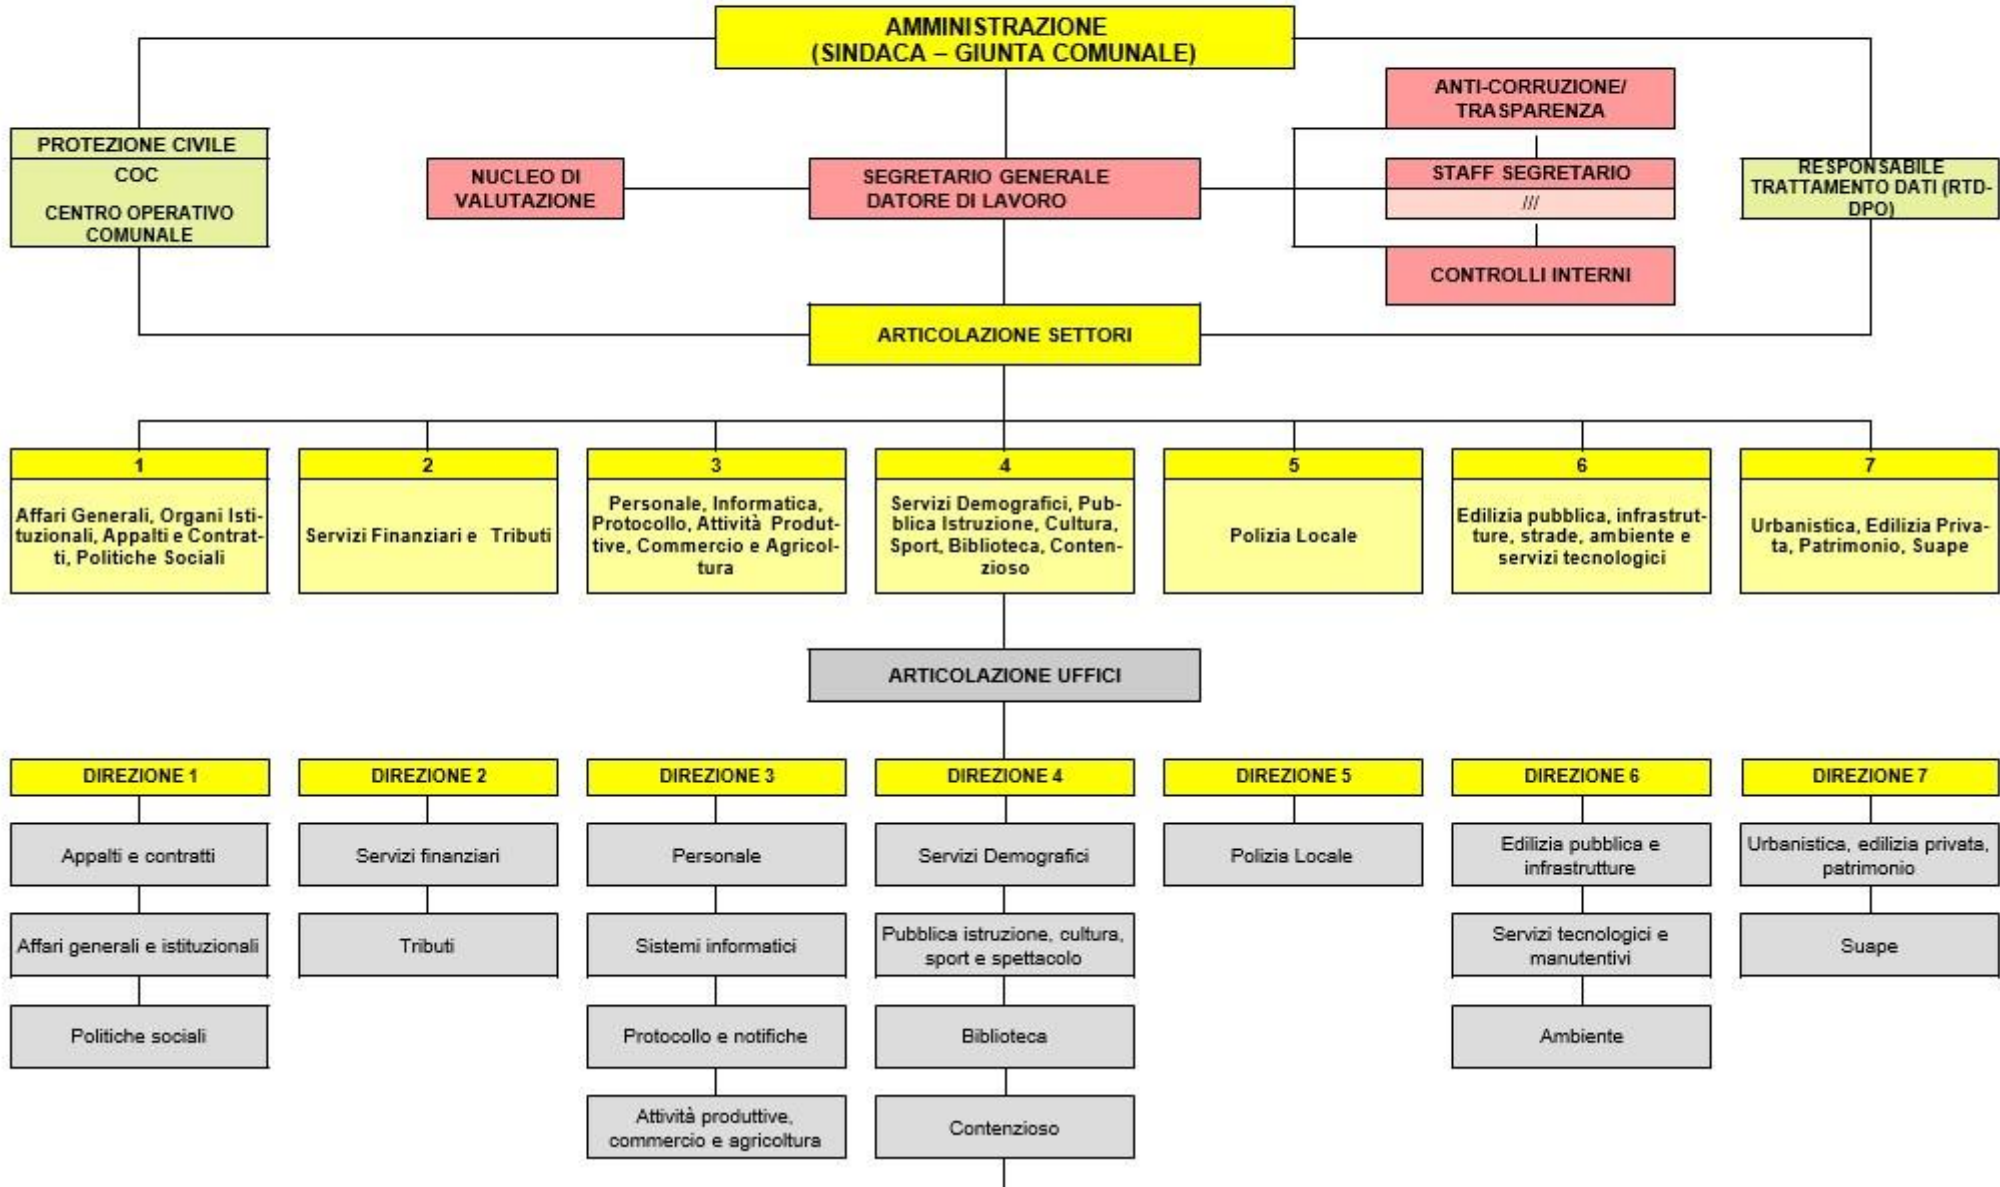 AMMINISTRAZIONE
(SINDACA – GIUNTA COMUNALE)
ANTI-CORRUZIONE/
TRASPARENZA
PROTEZIONE CIVILE
COC
CENTRO OPERATIVO
COMUNALE
NUCLEO DI
VALUTAZIONE
SEGRETARIO GENERALE
DATORE DI LAVORO
STAFF SEGRETARIO
///
RESPONSABILE
TRATTAMENTO DATI (RTD-
DPO)
CONTROLLI INTERNI
ARTICOLAZIONE SETTORI
1
Affari Generali, Organi Isti-
tuzionali, Appalti e Contrat-
ti, Politiche Sociali
2
Servizi Finanziari e Tributi
3
Personale, Informatica,
Protocollo, Attività Produt-
tive, Commercio e Agricol-
tura
4
Servizi Demografici, Pub-
blica Istruzione, Cultura,
Sport, Biblioteca, Conten-
zioso
5
Polizia Locale
6
Edilizia pubblica, infrastrut-
ture, strade, ambiente e
servizi tecnologici
7
Urbanistica, Edilizia Priva-
ta, Patrimonio, Suape
ARTICOLAZIONE UFFICI
DIREZIONE 1
Appalti e contratti
Affari generali e istituzionali
Politiche sociali
DIREZIONE 2
Servizi finanziari
Tributi
DIREZIONE 3
Personale
Sistemi informatici
Protocollo e notifiche
Attività produttive,
commercio e agricoltura
DIREZIONE 4
Servizi Demografici
Pubblica istruzione, cultura,
sport e spettacolo
Biblioteca
Contenzioso
DIREZIONE 5
Polizia Locale
DIREZIONE 6
Edilizia pubblica e
infrastrutture
Servizi tecnologici e
manutentivi
Ambiente
DIREZIONE 7
Urbanistica, edilizia privata,
patrimonio
Suape